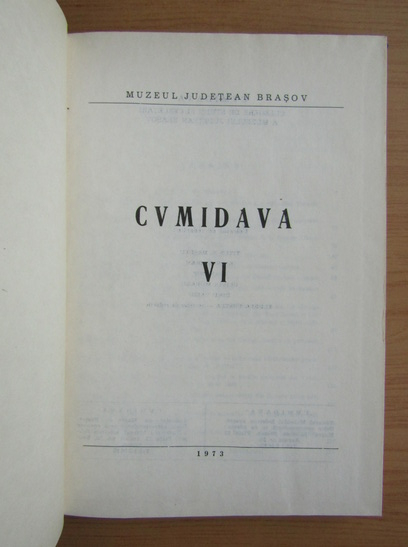 MUZEUL JUDEȚEAN BRAȘOV
CVMIDAVA
VI
1973